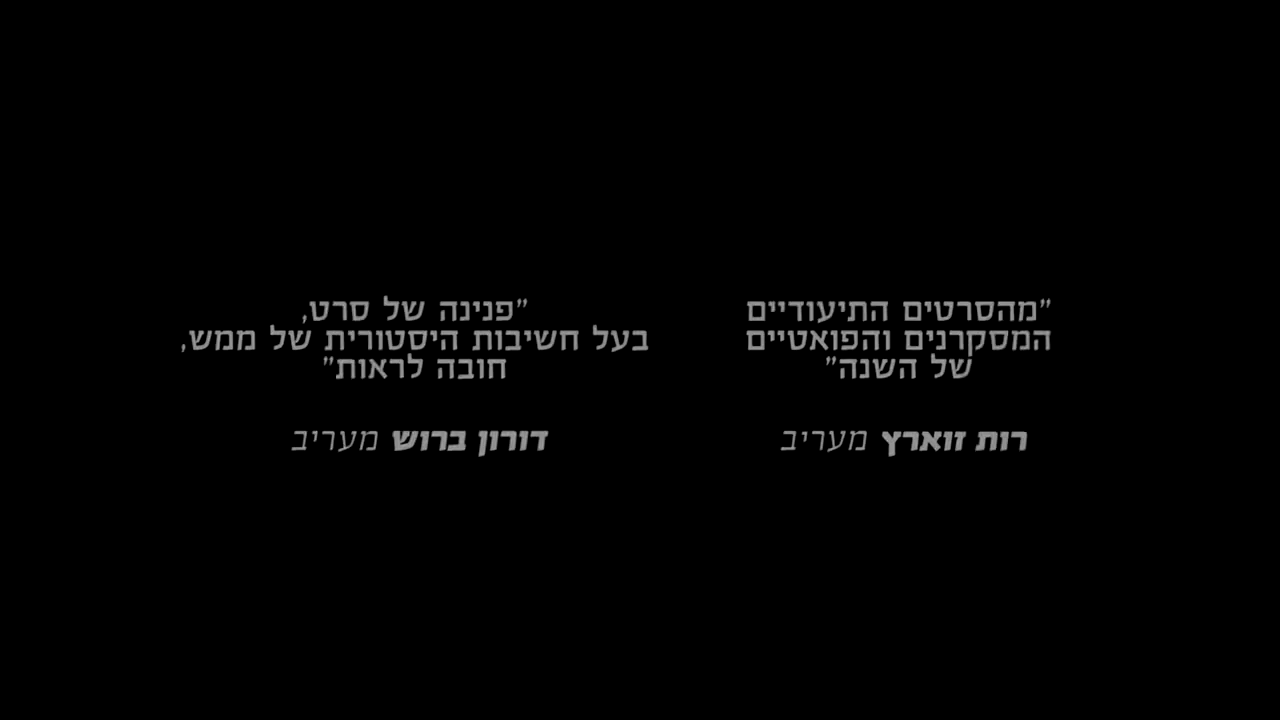 "מהסרטים התיעודיים
המסקרנים והפואטיים
של השנה"
רות זוארץ מעריב
"פנינה של סרט,
בעל חשיבות היסטורית של ממש,
חובה לראות"
דורון ברוש מעריב